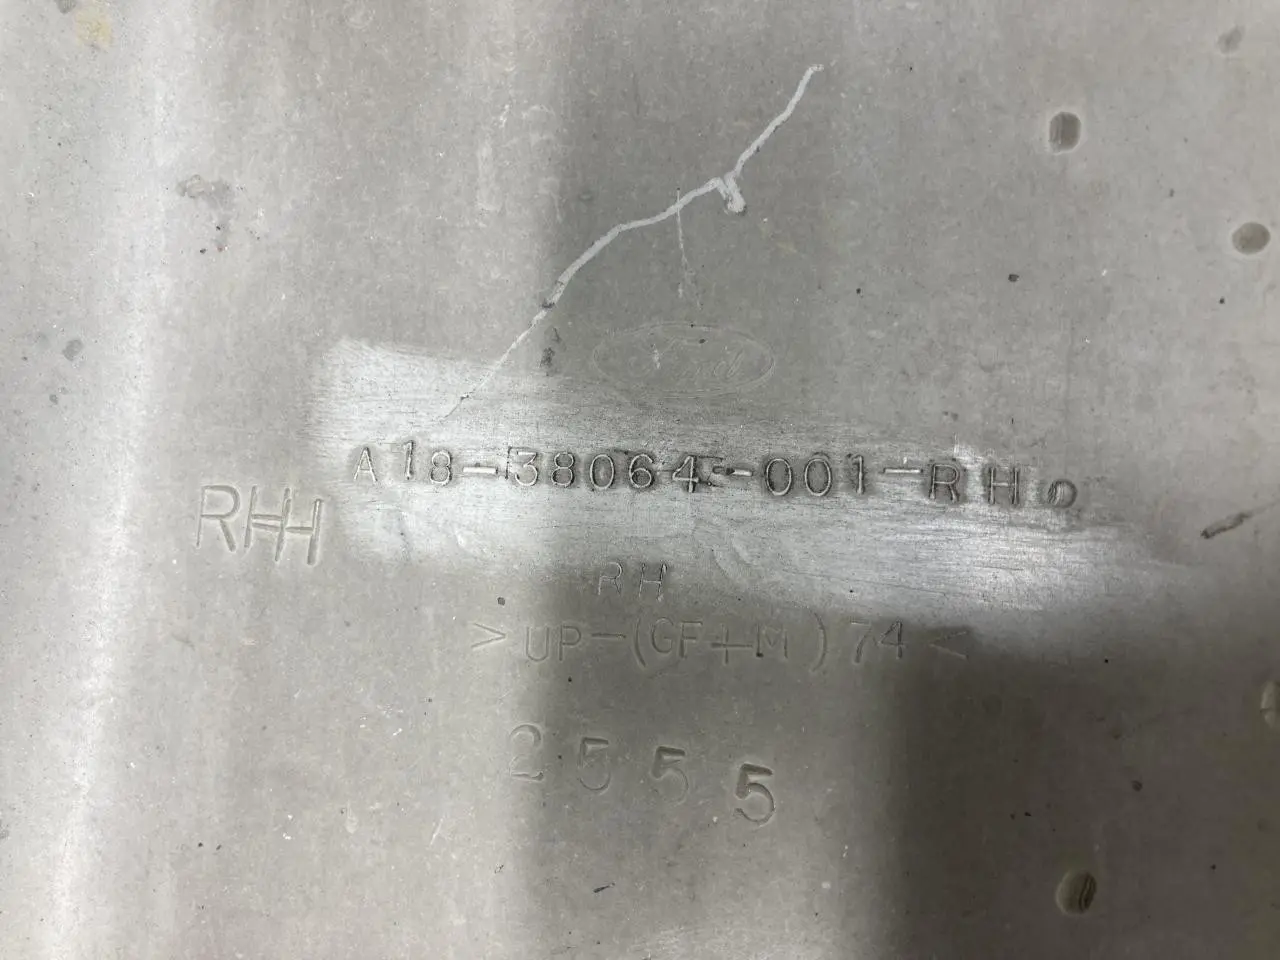 Ford
A18-38064-001-RH
RHH
RH
>UP-(GF+M)74<
2555